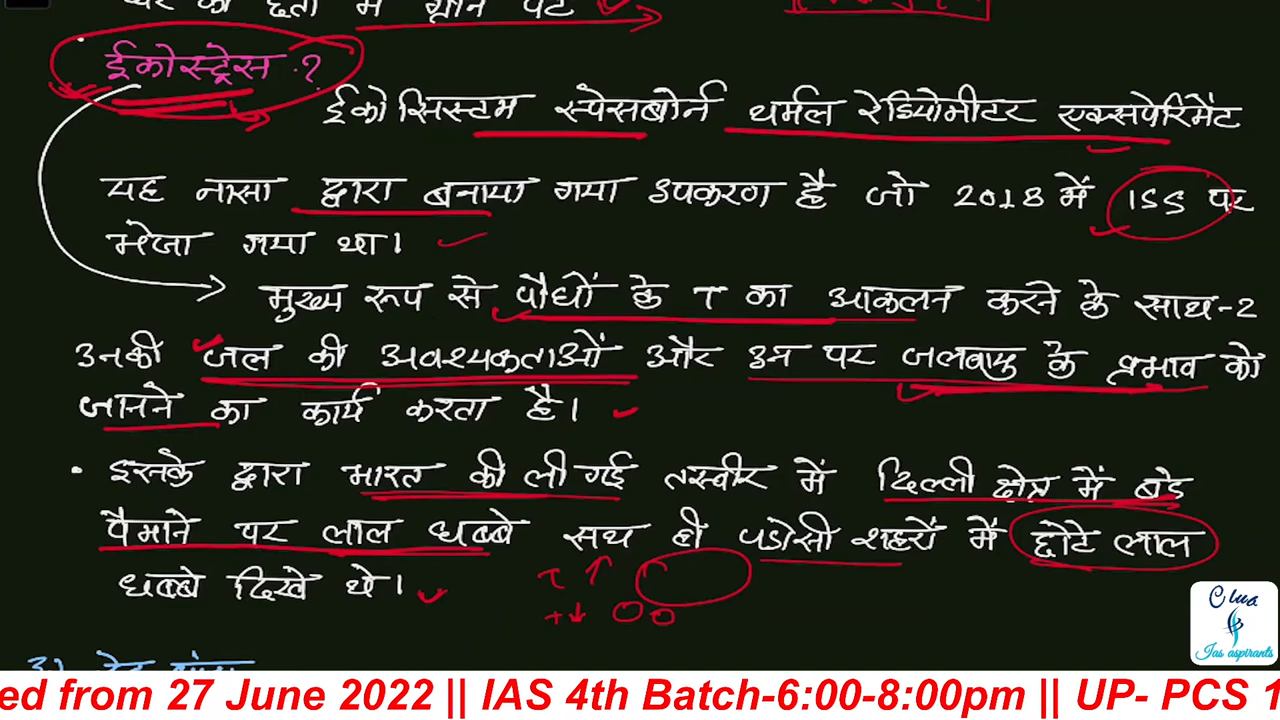 में ग्रीन पट
ईकोस्ट्रेस ?
ईको सिस्टम स्पेसबोर्न थर्मल रेडियोमीटर एक्सपेरिमेंट
यह नासा द्वारा बनाया गया उपकरण है जो 2018 में ISS पर
भेजा गया था।
मुख्य रूप से पौधों के T का आकलन करने के साथ-2
उनकी जल की अवश्यकताओं और उन पर जलवायु के प्रभाव को
जानने का कार्य करता है।
• इसके द्वारा भारत की ली गई तस्वीर में दिल्ली क्षेत्र में बडे
पैमाने पर लाल धब्बे सथ ही पडोसी शहरों में छोटे लाल
धब्बे दिखे थे।
Clue
Ias aspirants
ed from 27 June 2022 || IAS 4th Batch-6:00-8:00pm || UP- PCS 1